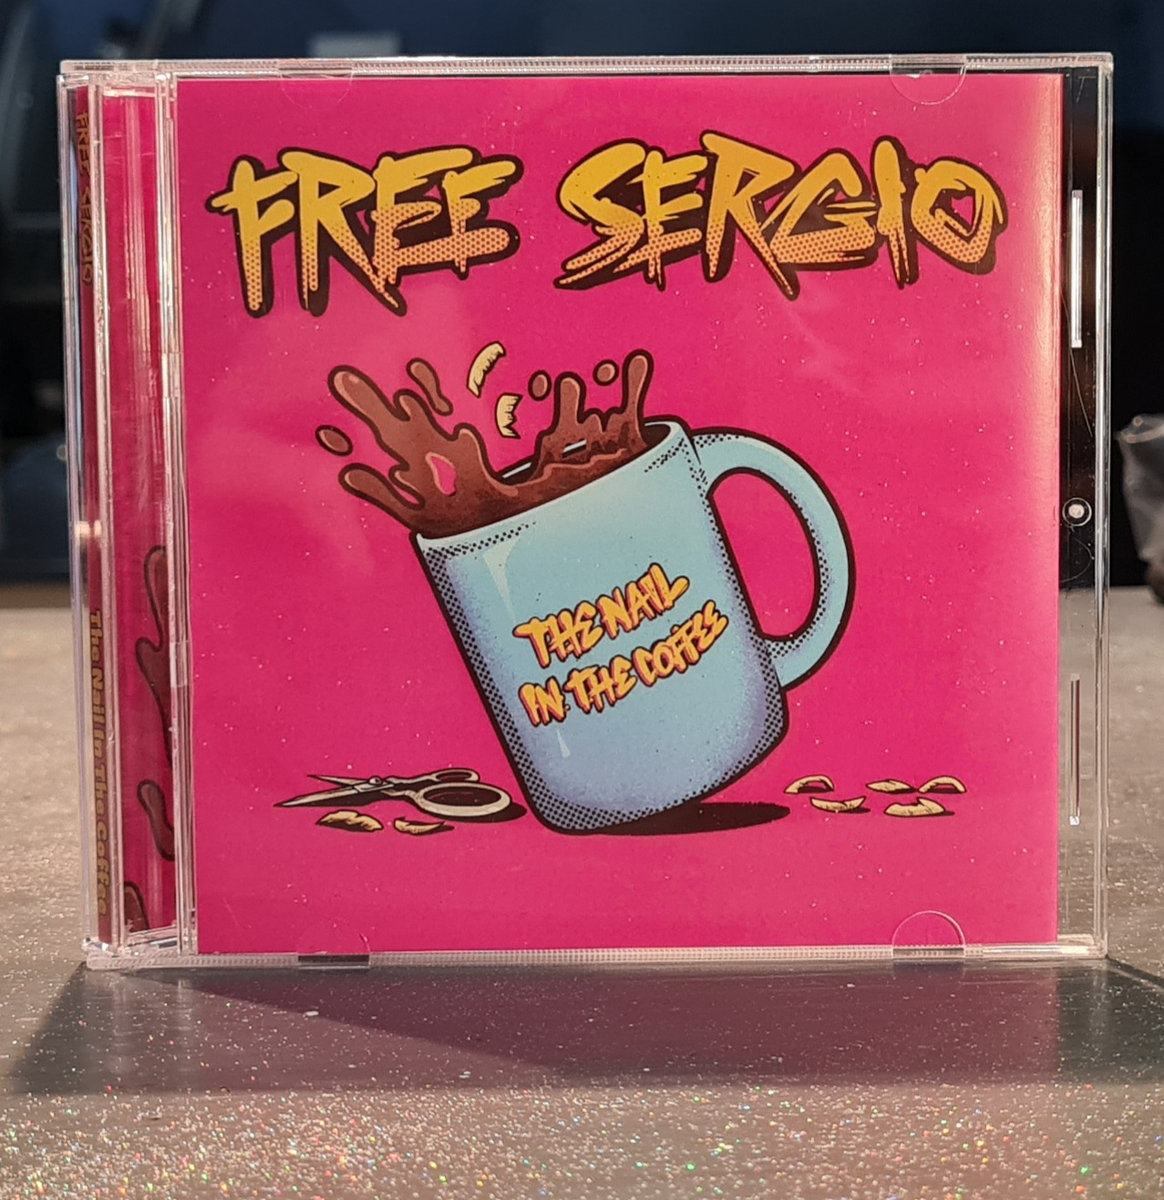 FREE SERGIO
THE NAIL
IN THE COFFEE
FREE SERGIO
The Nail In The Coffee